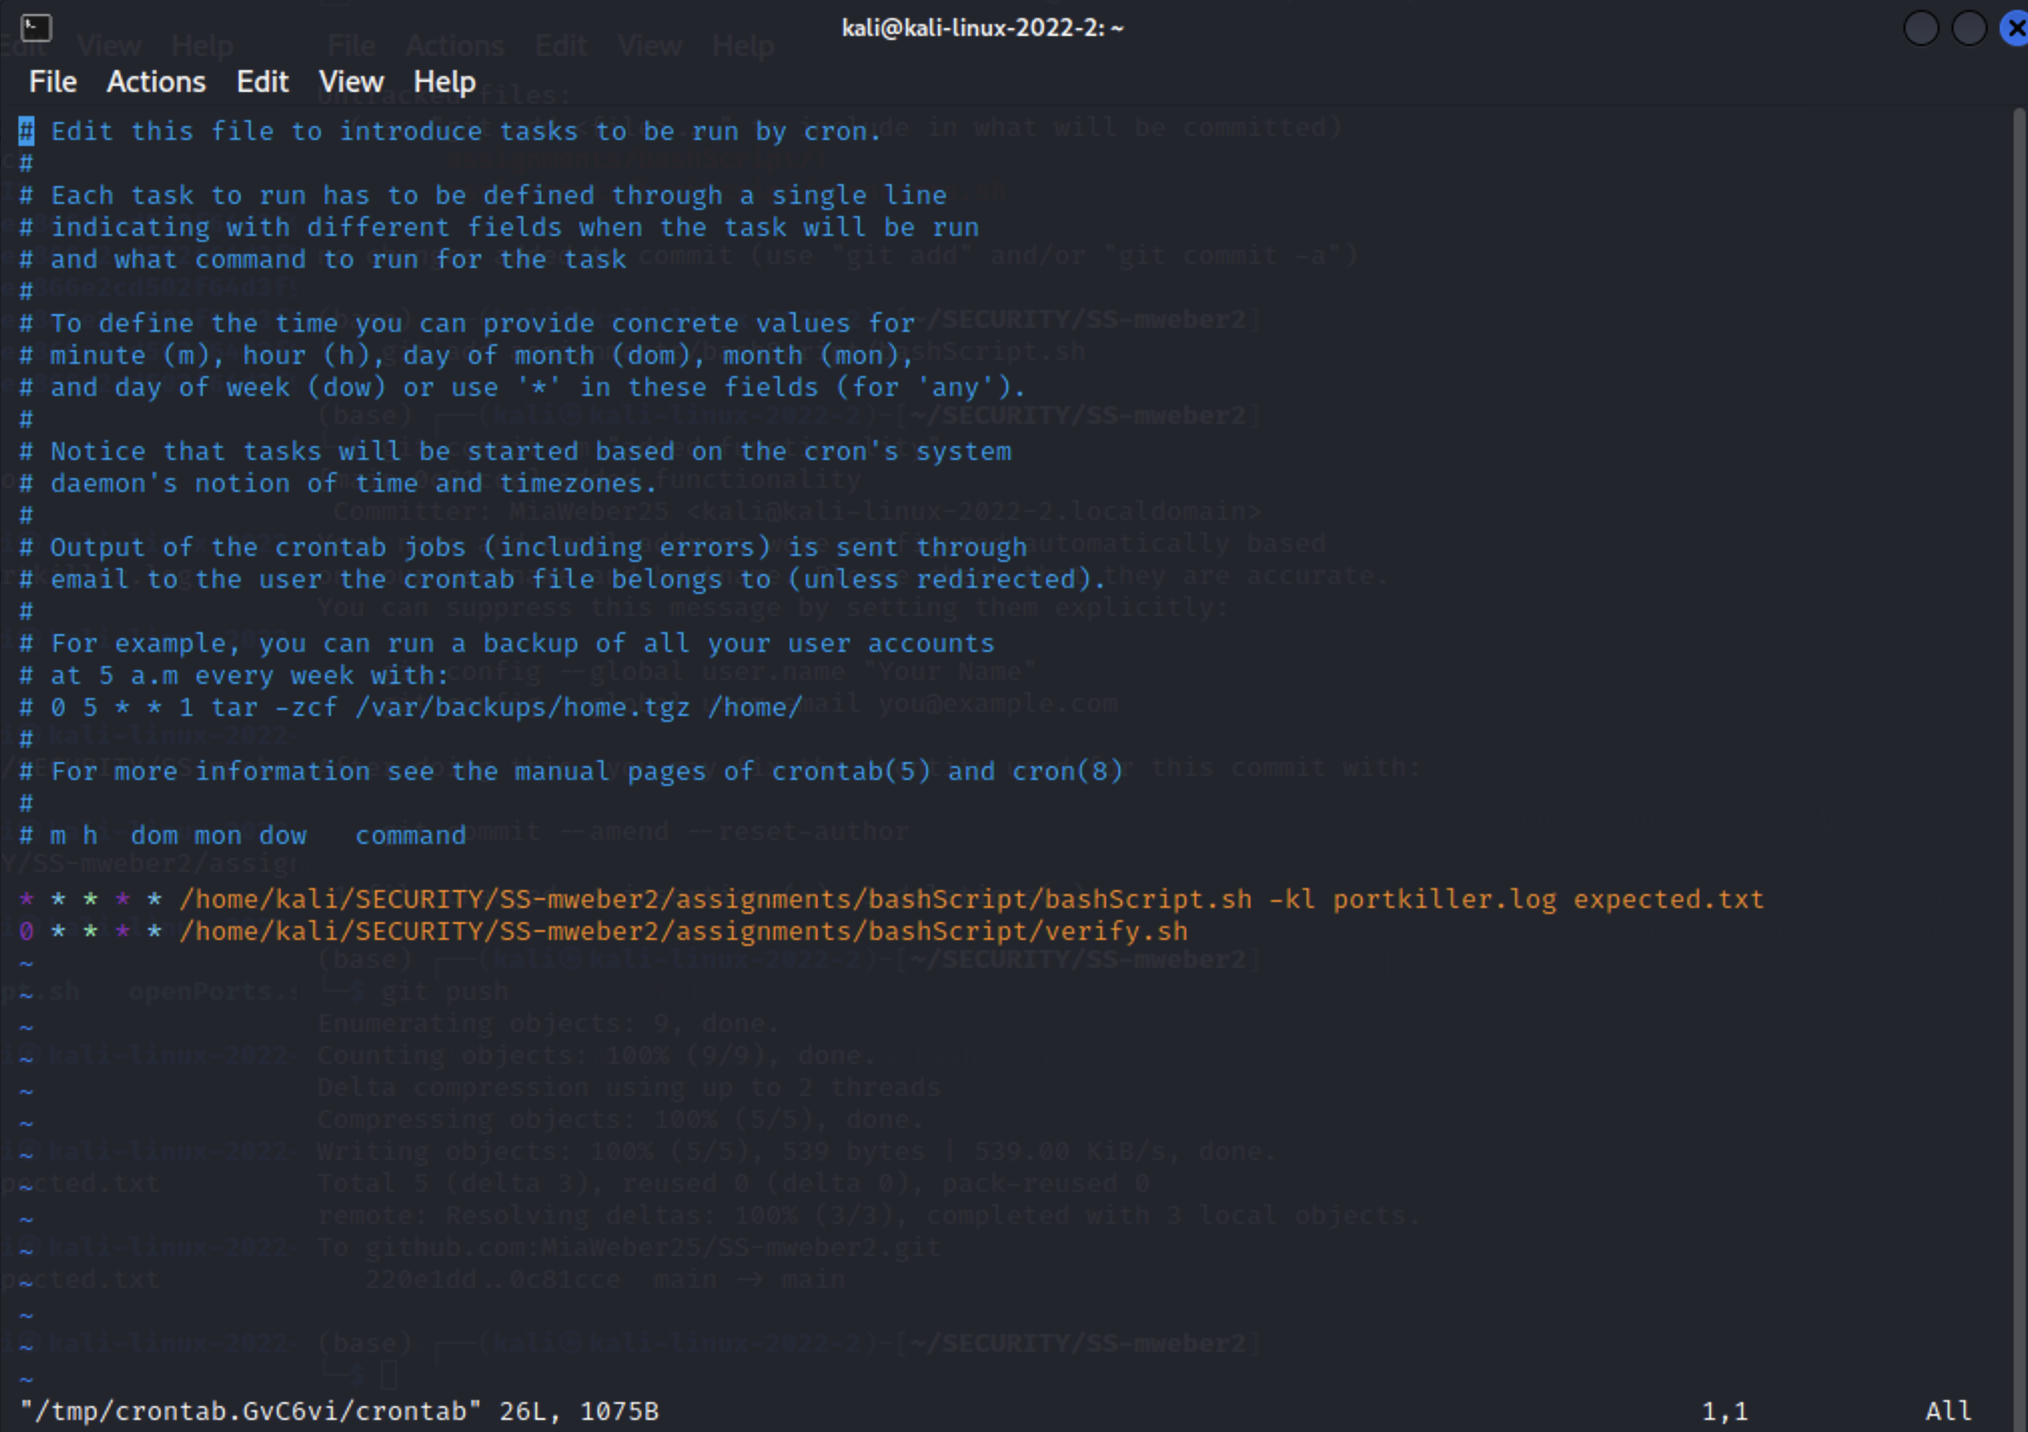 kali@kali-linux-2022-2: ~
File Actions Edit View Help
# Edit this file to introduce tasks to be run by cron.
#
# Each task to run has to be defined through a single line
# indicating with different fields when the task will be run
# and what command to run for the task
#
# To define the time you can provide concrete values for
# minute (m), hour (h), day of month (dom), month (mon),
# and day of week (dow) or use '*' in these fields (for 'any').
#
# Notice that tasks will be started based on the cron's system
# daemon's notion of time and timezones.
#
# Output of the crontab jobs (including errors) is sent through
# email to the user the crontab file belongs to (unless redirected).
#
# For example, you can run a backup of all your user accounts
# at 5 a.m every week with:
# 0 5 * * 1 tar -zcf /var/backups/home.tgz /home/
#
# For more information see the manual pages of crontab(5) and cron(8)
#
# m h  dom mon dow   command
* * * * * /home/kali/SECURITY/SS-mweber2/assignments/bashScript/bashScript.sh -kl portkiller.log expected.txt
0 * * * * /home/kali/SECURITY/SS-mweber2/assignments/bashScript/verify.sh
~
~
~
~
~
~
~
~
~
~
~
~
~
~
"/tmp/crontab.GvC6vi/crontab" 26L, 1075B 1,1 All